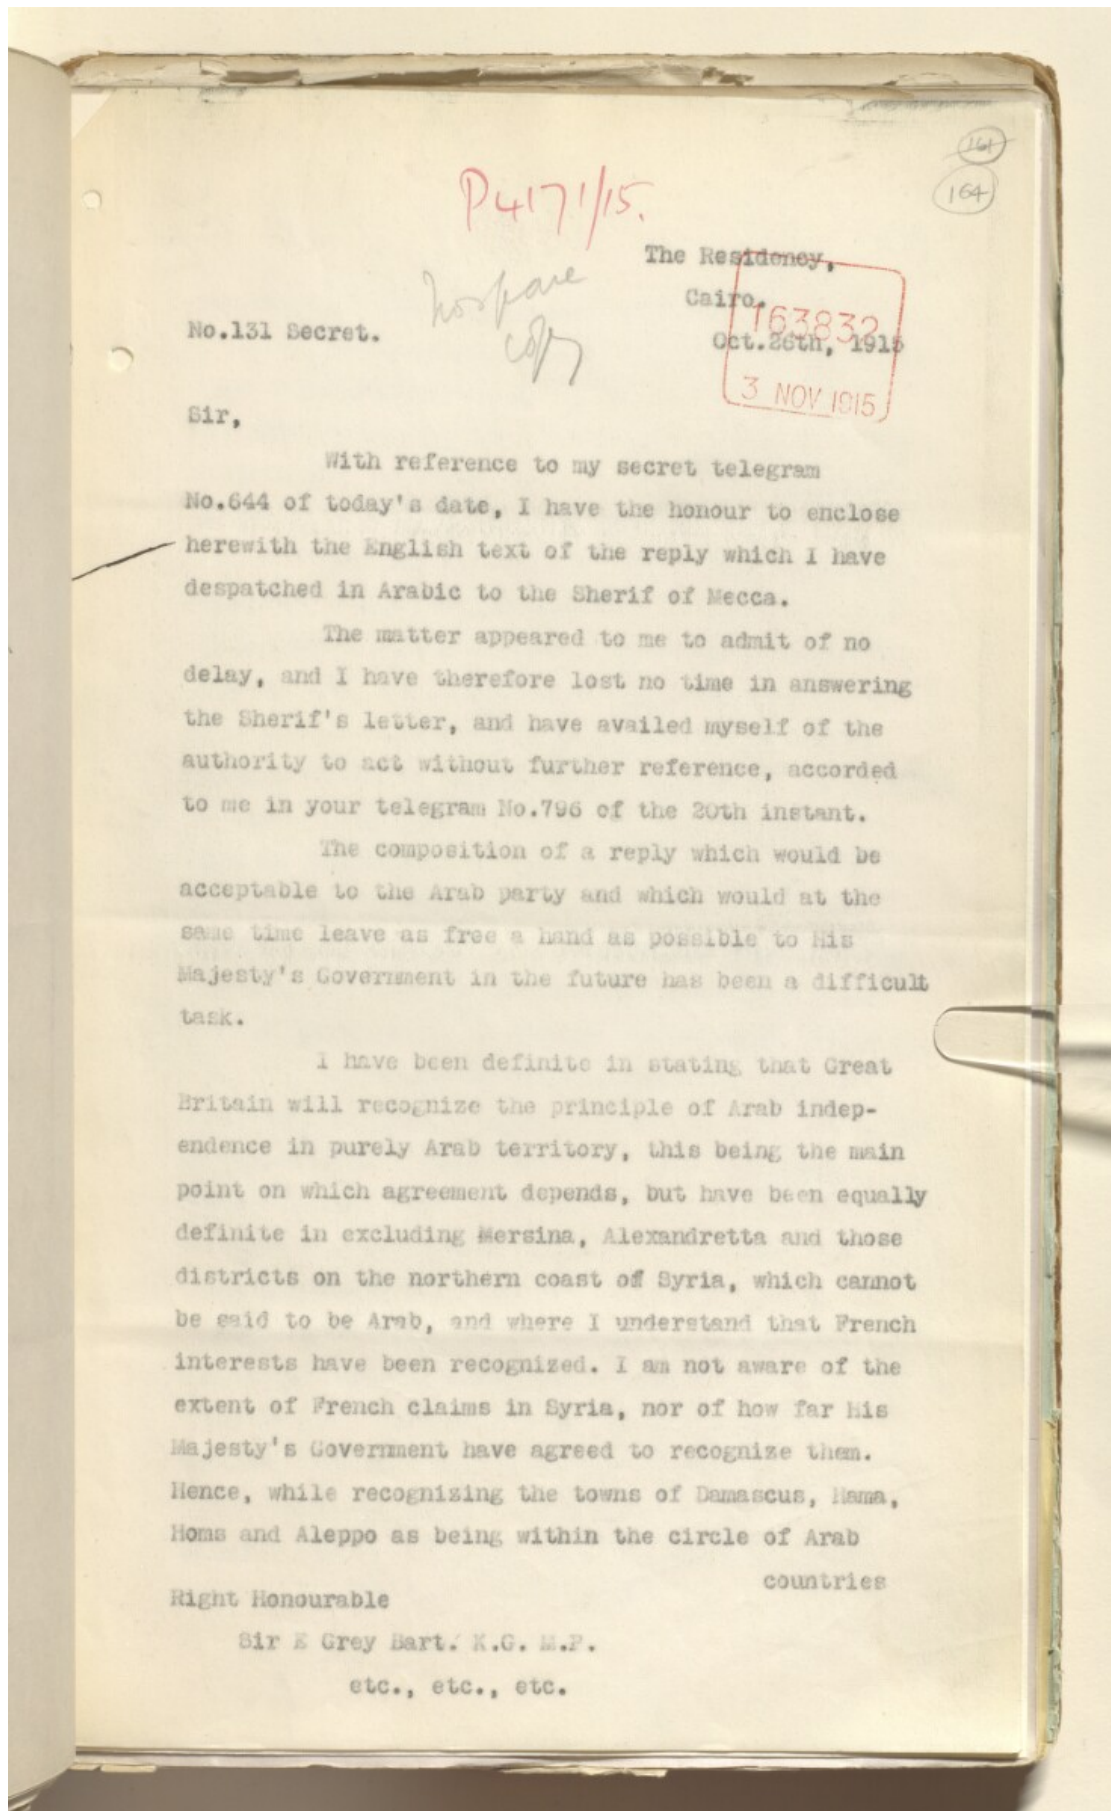 161
164
P4171/15.
The Residency,
Cairo.
No spare
copy
163832
3 NOV 1915
No.131 Secret.
Oct.26th, 1915
Sir,
With reference to my secret telegram
No.644 of today's date, I have the honour to enclose
herewith the English text of the reply which I have
despatched in Arabic to the Sherif of Mecca.
The matter appeared to me to admit of no
delay, and I have therefore lost no time in answering
the Sherif's letter, and have availed myself of the
authority to act without further reference, accorded
to me in your telegram No.796 of the 20th instant.
The composition of a reply which would be
acceptable to the Arab party and which would at the
same time leave as free a hand as possible to His
Majesty's Government in the future has been a difficult
task.
I have been definite in stating that Great
Britain will recognize the principle of Arab indep-
endence in purely Arab territory, this being the main
point on which agreement depends, but have been equally
definite in excluding Mersina, Alexandretta and those
districts on the northern coast of Syria, which cannot
be said to be Arab, and where I understand that French
interests have been recognized. I am not aware of the
extent of French claims in Syria, nor of how far His
Majesty's Government have agreed to recognize them.
Hence, while recognizing the towns of Damascus, Hama,
Homs and Aleppo as being within the circle of Arab
countries
Right Honourable
Sir E Grey Bart. K.G. M.P.
etc., etc., etc.